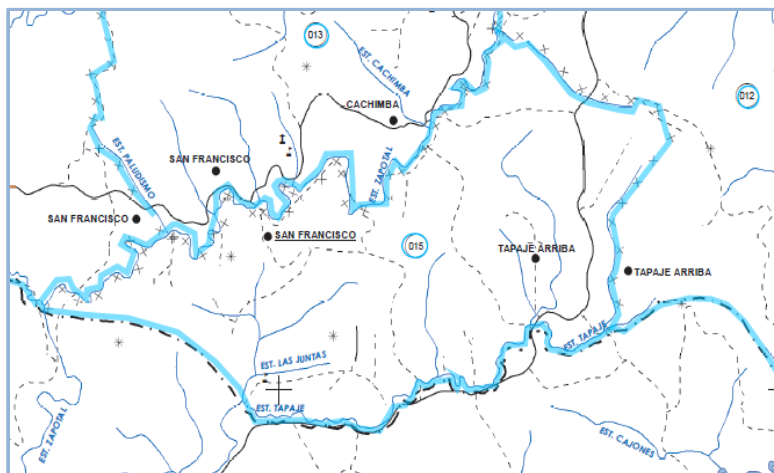 013
EST. CACHIMBA
012
CACHIMBA
EST. PALUDISMO
SAN FRANCISCO
EST. ZAPOTAL
SAN FRANCISCO
SAN FRANCISCO
015
TAPAJE ARRIBA
TAPAJE ARRIBA
EST. TAPAJE
EST. LAS JUNTAS
EST. TAPAJE
EST. ZAPOTAL
EST. CAJONES